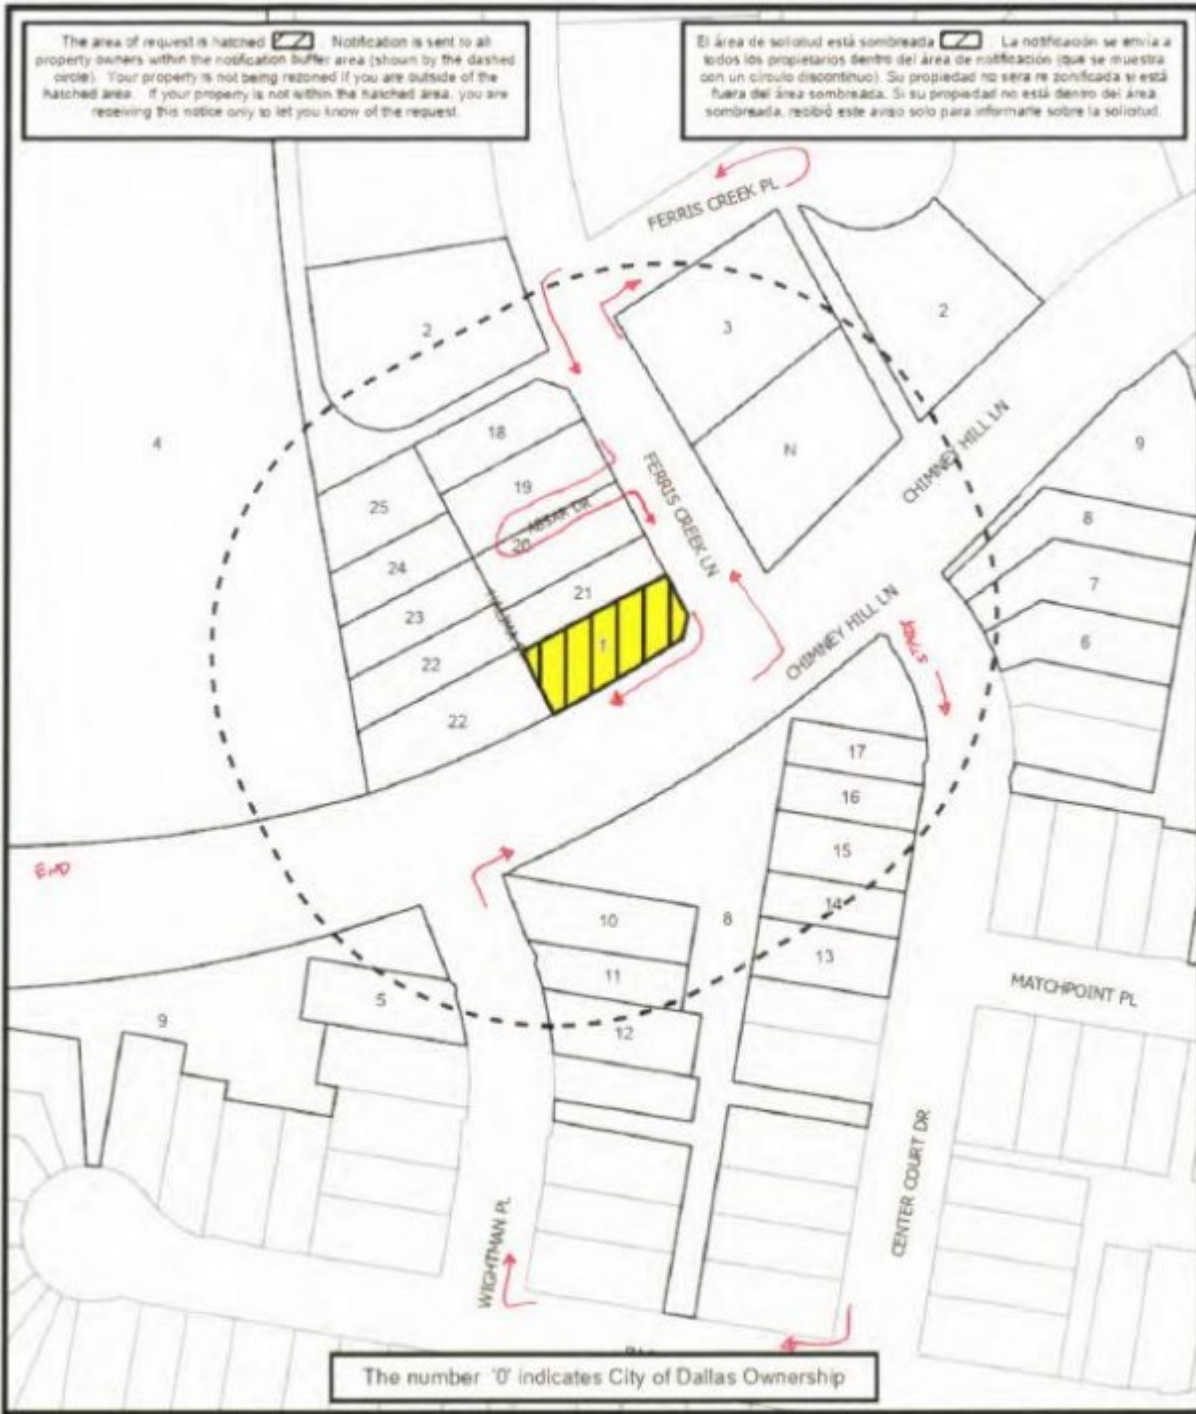 The area of request is hatched . Notification is sent to all
property owners within the notification buffer area (shown by the dashed
circle). Your property is not being rezoned if you are outside of the
hatched area. If your property is not within the hatched area, you are
receiving this notice only to let you know of the request.
El área de solicitud está sombreada . La notificación se envía a
todos los propietarios dentro del área de notificación (que se muestra
con un círculo discontinuo). Su propiedad no sera re zonificada si está
fuera del área sombreada. Si su propiedad no está dentro del área
sombreada, recibió este aviso solo para informarle sobre la solicitud.
FERRIS CREEK PL
2
3
2
4
N
CHIMNEY HILL LN
9
18
19
FERRIS CREEK LN
25
ABSAR DR
20
24
8
7
23
21
6
22
1
CHIMNEY HILL LN
START
22
17
16
15
END
14
10
8
13
11
5
12
9
MATCHPOINT PL
CENTER COURT DR
WIGHTMAN PL
The number '0' indicates City of Dallas Ownership